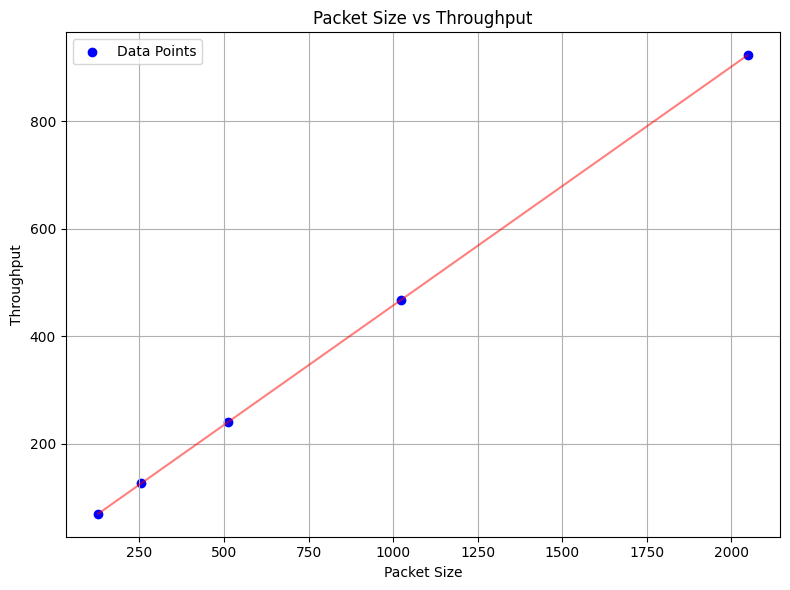 Packet Size vs Throughput
Data Points
Throughput
800
600
400
200
250 500 750 1000 1250 1500 1750 2000
Packet Size